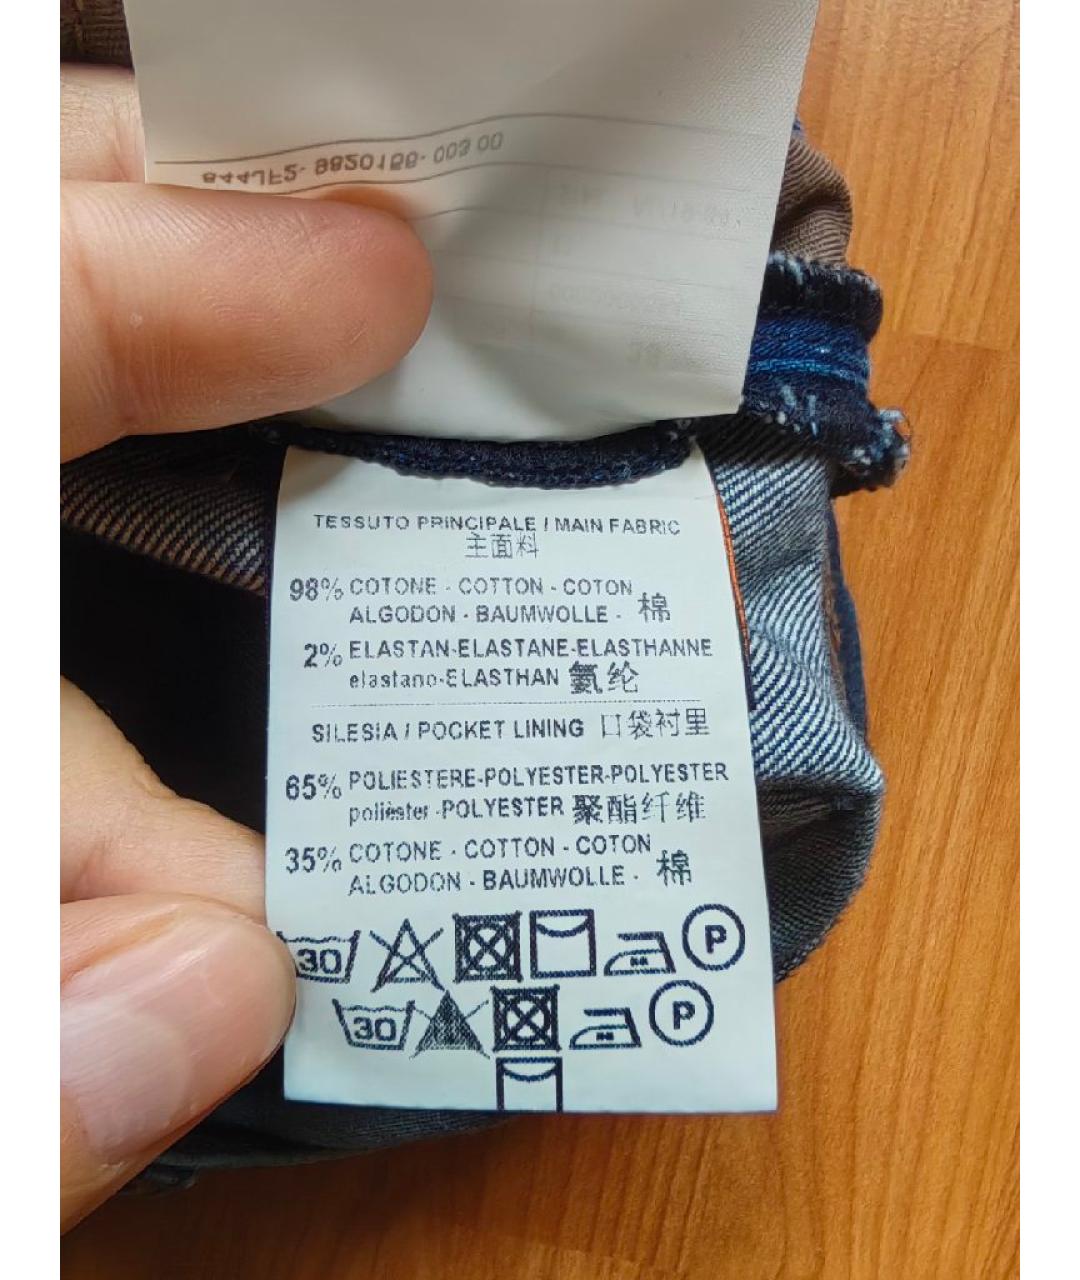 TESSUTO PRINCIPALE / MAIN FABRIC
主面料
98% COTONE - COTTON - COTON
ALGODON - BAUMWOLLE - 棉
2% ELASTAN-ELASTANE-ELASTHANNE
elastano-ELASTHAN 氨纶
SILESIA / POCKET LINING 口袋衬里
65% POLIESTERE-POLYESTER-POLYESTER
polièster -POLYESTER 聚酯纤维
35% COTONE - COTTON - COTON
ALGODON - BAUMWOLLE - 棉
30 P
30 P